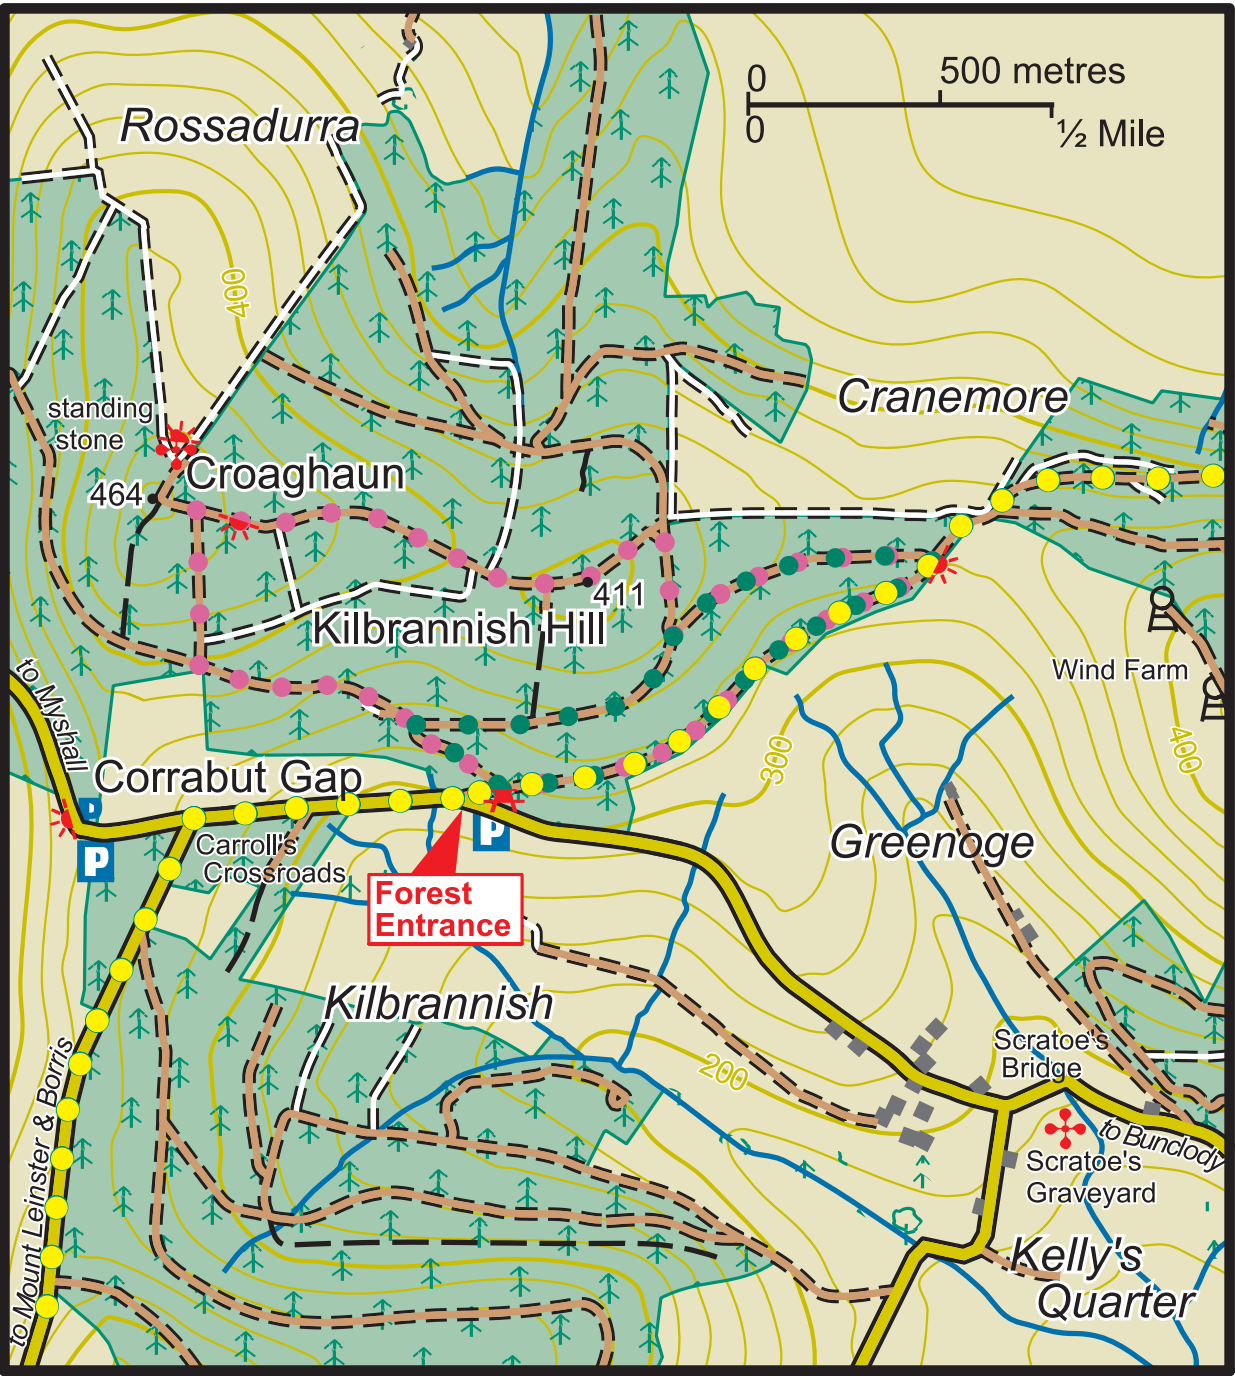 0
500 metres
0
½ Mile
Rossadurra
400
Cranemore
standing
stone
Croaghaun
464
411
Kilbrannish Hill
Wind Farm
to Myshall
400
300
Corrabut Gap
P
P
P
Carroll's
Crossroads
Greenoge
Forest
Entrance
Kilbrannish
Scratoe's
Bridge
200
to Bunclody
Scratoe's
Graveyard
to Mount Leinster & Borris
Kelly's
Quarter